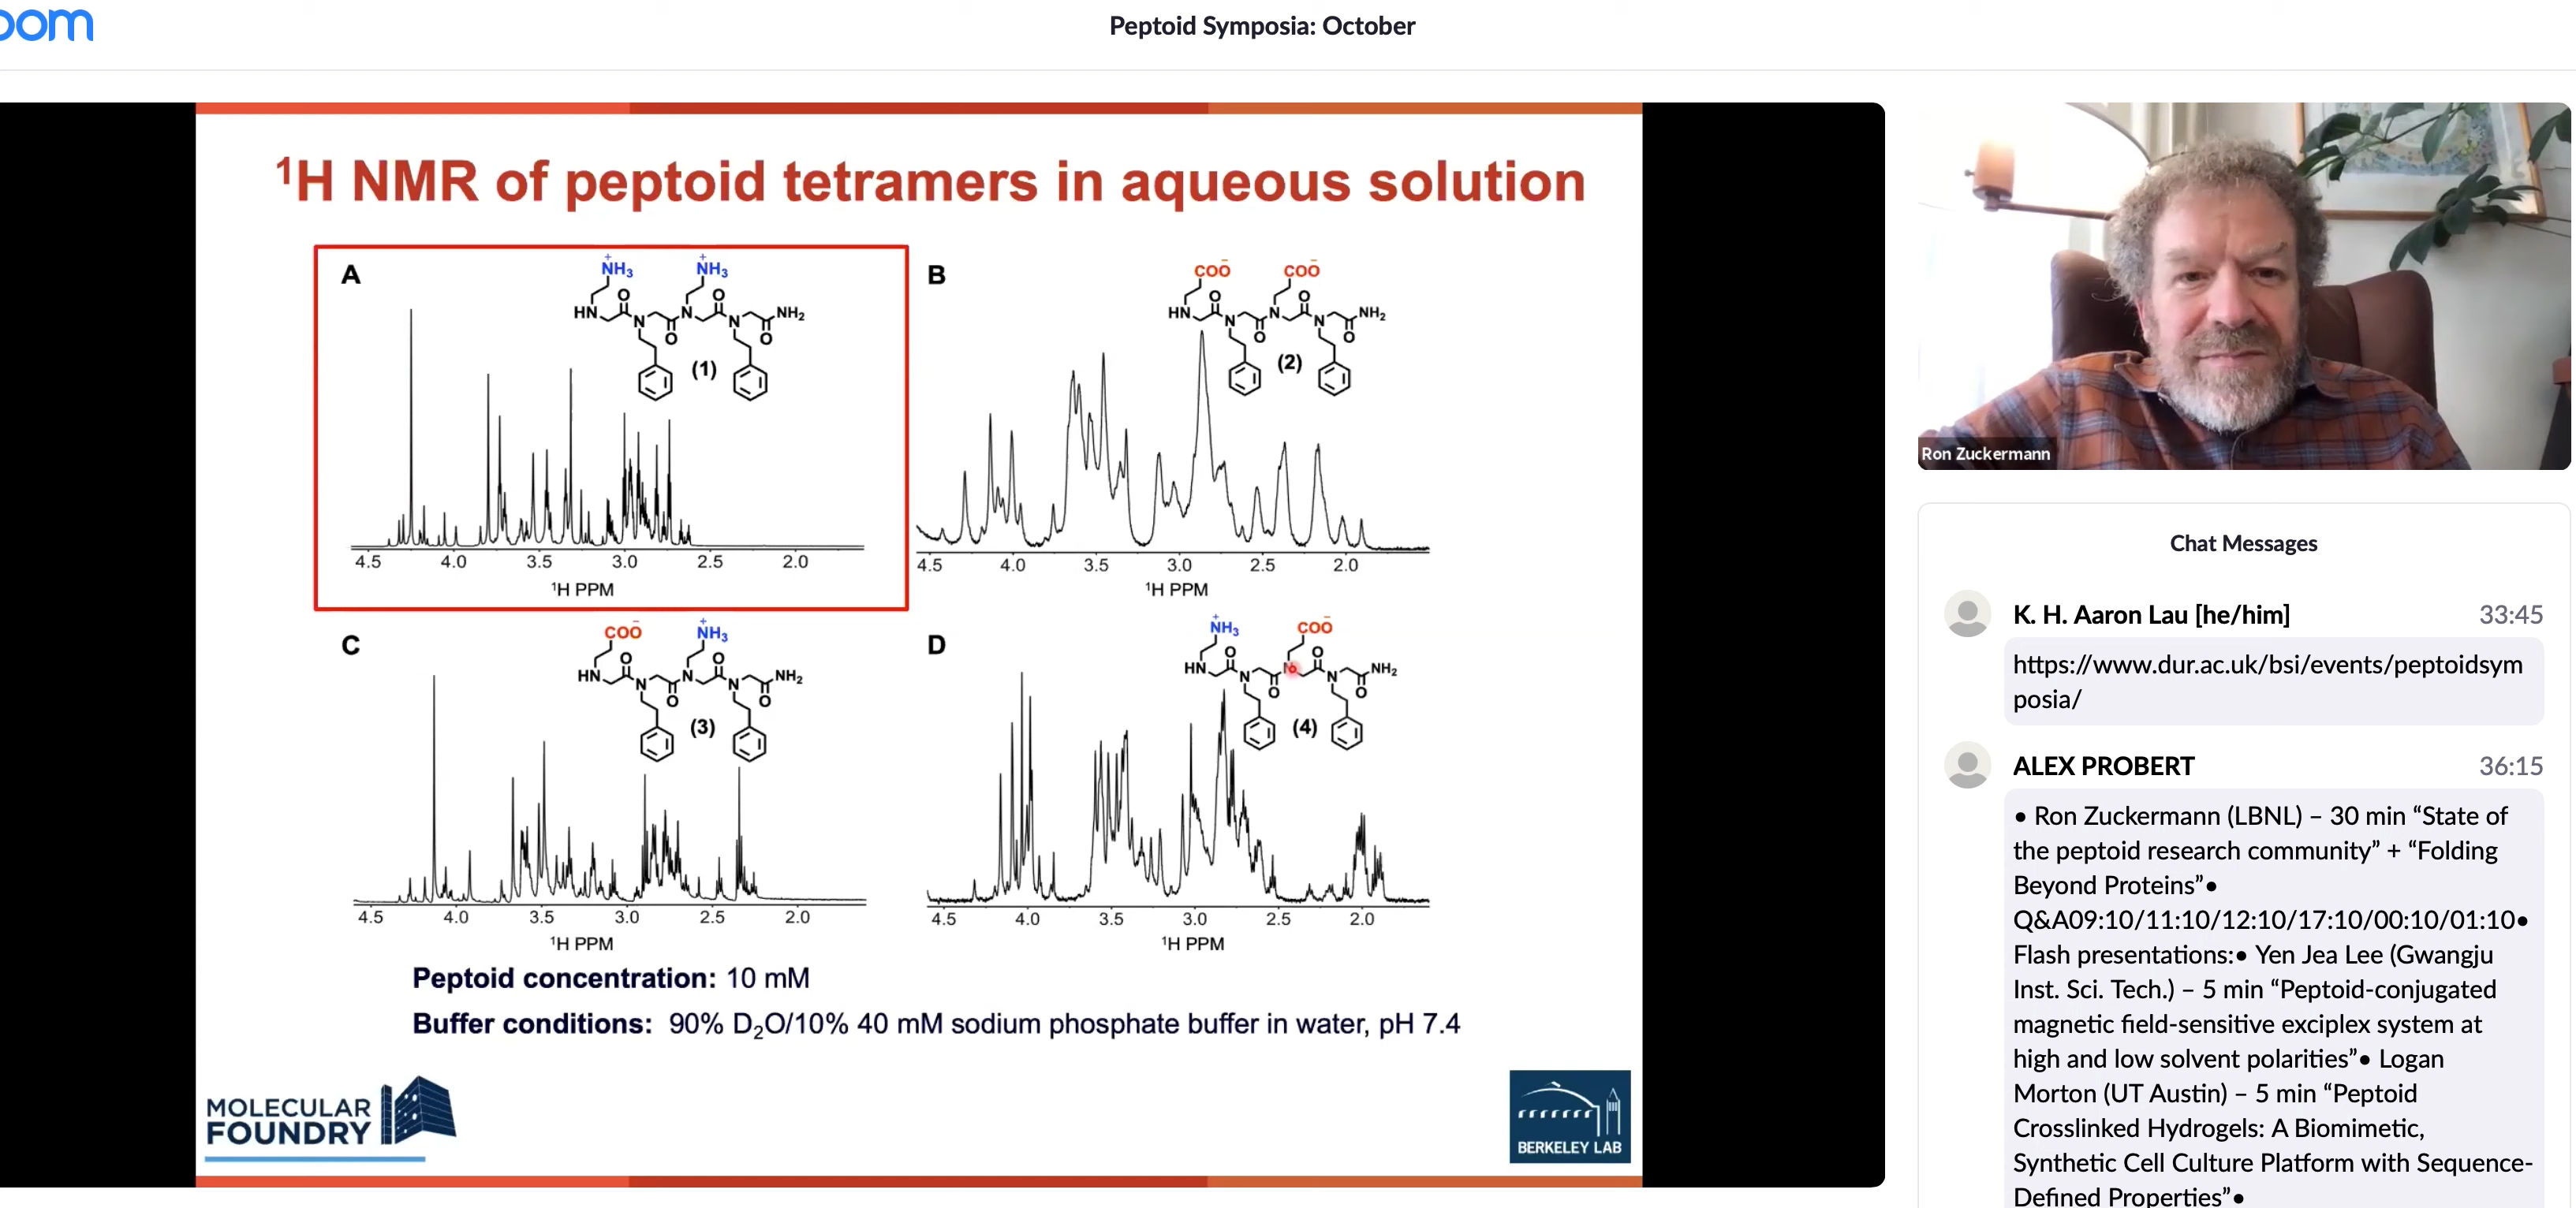 oom
Peptoid Symposia: October
¹H NMR of peptoid tetramers in aqueous solution
A
+
NH₃
+
NH₃
HN
O
N
O
N
O
N
O
NH₂
(1)
4.5 4.0 3.5 3.0 2.5 2.0
¹H PPM
B
COO⁻
COO⁻
HN
O
N
O
N
O
N
O
NH₂
(2)
4.5 4.0 3.5 3.0 2.5 2.0
¹H PPM
C
COO⁻
+
NH₃
HN
O
N
O
N
O
N
O
NH₂
(3)
4.5 4.0 3.5 3.0 2.5 2.0
¹H PPM
D
+
NH₃
COO⁻
HN
O
N
O
O
N
O
NH₂
(4)
4.5 4.0 3.5 3.0 2.5 2.0
¹H PPM
Peptoid concentration: 10 mM
Buffer conditions: 90% D₂O/10% 40 mM sodium phosphate buffer in water, pH 7.4
MOLECULAR
FOUNDRY
BERKELEY LAB
Ron Zuckermann
Chat Messages
K. H. Aaron Lau [he/him] 33:45
https://www.dur.ac.uk/bsi/events/peptoidsym
posia/
ALEX PROBERT 36:15
• Ron Zuckermann (LBNL) – 30 min “State of
the peptoid research community” + “Folding
Beyond Proteins”•
Q&A09:10/11:10/12:10/17:10/00:10/01:10•
Flash presentations:• Yen Jea Lee (Gwangju
Inst. Sci. Tech.) – 5 min “Peptoid-conjugated
magnetic field-sensitive exciplex system at
high and low solvent polarities”• Logan
Morton (UT Austin) – 5 min “Peptoid
Crosslinked Hydrogels: A Biomimetic,
Synthetic Cell Culture Platform with Sequence-
Defined Properties”•